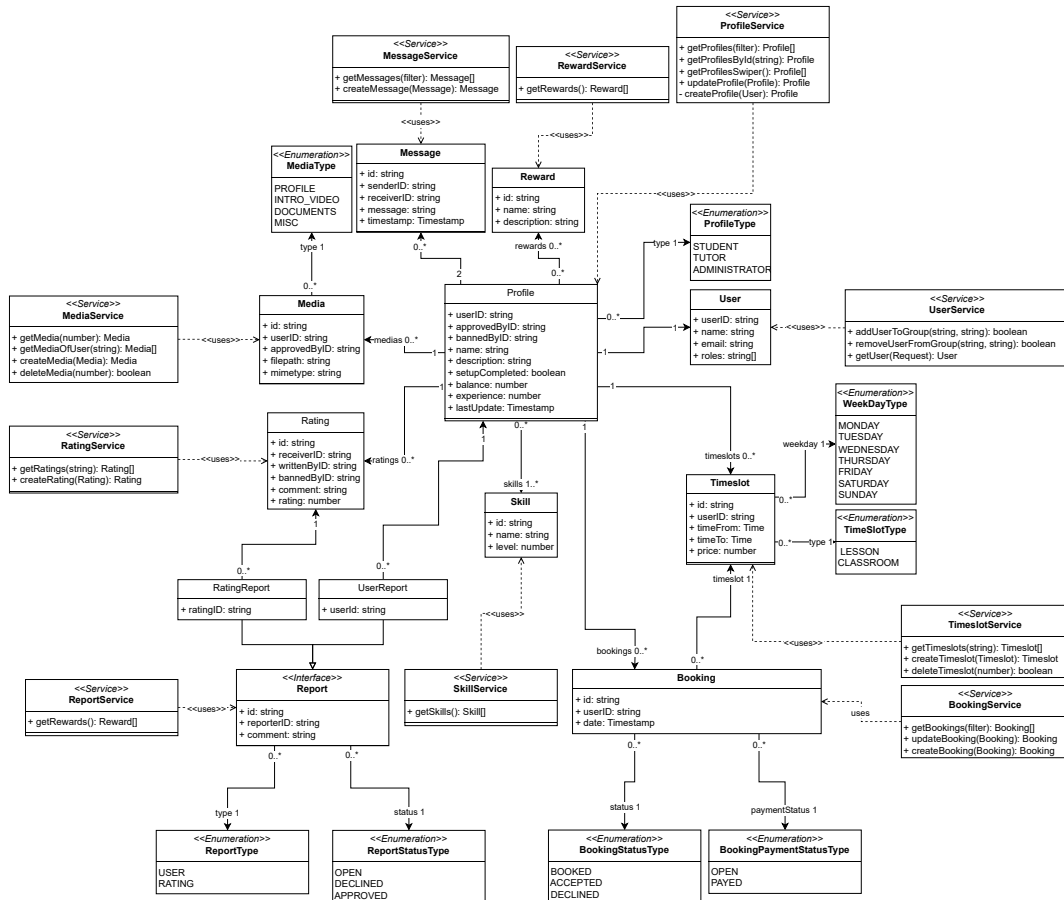 <<Service>>
ProfileService
+ getProfiles(filter): Profile[]
+ getProfilesById(string): Profile
+ getProfilesSwiper(): Profile[]
+ updateProfile(Profile): Profile
- createProfile(User): Profile
<<Service>>
MessageService
+ getMessages(filter): Message[]
+ createMessage(Message): Message
<<Service>>
RewardService
+ getRewards(): Reward[]
<<uses>>
<<uses>>
<<uses>>
<<Enumeration>>
MediaType
PROFILE
INTRO_VIDEO
DOCUMENTS
MISC
Message
+ id: string
+ senderID: string
+ receiverID: string
+ message: string
+ timestamp: Timestamp
Reward
+ id: string
+ name: string
+ description: string
<<Enumeration>>
ProfileType
STUDENT
TUTOR
ADMINISTRATOR
type 1
0..*
0..*
2
rewards 0..*
0..*
type 1
0..*
<<Service>>
MediaService
+ getMedia(number): Media
+ getMediaOfUser(string): Media[]
+ createMedia(Media): Media
+ deleteMedia(number): boolean
<<uses>>
Media
+ id: string
+ userID: string
+ approvedByID: string
+ filepath: string
+ mimetype: string
medias 0..*
1
Profile
+ userID: string
+ approvedByID: string
+ bannedByID: string
+ name: string
+ description: string
+ setupCompleted: boolean
+ balance: number
+ experience: number
+ lastUpdate: Timestamp
1
1
User
+ userID: string
+ name: string
+ email: string
+ roles: string[]
<<uses>>
<<Service>>
UserService
+ addUserToGroup(string, string): boolean
+ removeUserFromGroup(string, string): boolean
+ getUser(Request): User
1
1
1
0..*
1
<<Service>>
RatingService
+ getRatings(string): Rating[]
+ createRating(Rating): Rating
<<uses>>
Rating
+ id: string
+ receiverID: string
+ writtenByID: string
+ bannedByID: string
+ comment: string
+ rating: number
ratings 0..*
1
skills 1..*
Skill
+ id: string
+ name: string
+ level: number
timeslots 0..*
Timeslot
+ id: string
+ userID: string
+ timeFrom: Time
+ timeTo: Time
+ price: number
weekday 1
0..*
<<Enumeration>>
WeekDayType
MONDAY
TUESDAY
WEDNESDAY
THURSDAY
FRIDAY
SATURDAY
SUNDAY
0..*
type 1
<<Enumeration>>
TimeSlotType
LESSON
CLASSROOM
timeslot 1
0..*
0..*
RatingReport
+ ratingID: string
UserReport
+ userId: string
<<uses>>
<<uses>>
<<Service>>
TimeslotService
+ getTimeslots(string): Timeslot[]
+ createTimeslot(Timeslot): Timeslot
+ deleteTimeslot(number): boolean
bookings 0..*
0..*
<<Service>>
ReportService
+ getRewards(): Reward[]
<<uses>>
<<Interface>>
Report
+ id: string
+ reporterID: string
+ comment: string
<<Service>>
SkillService
+ getSkills(): Skill[]
Booking
+ id: string
+ userID: string
+ date: Timestamp
uses
<<Service>>
BookingService
+ getBookings(filter): Booking[]
+ updateBooking(Booking): Booking
+ createBooking(Booking): Booking
0..*
0..*
0..*
0..*
type 1
status 1
status 1
paymentStatus 1
<<Enumeration>>
ReportType
USER
RATING
<<Enumeration>>
ReportStatusType
OPEN
DECLINED
APPROVED
<<Enumeration>>
BookingStatusType
BOOKED
ACCEPTED
DECLINED
<<Enumeration>>
BookingPaymentStatusType
OPEN
PAYED